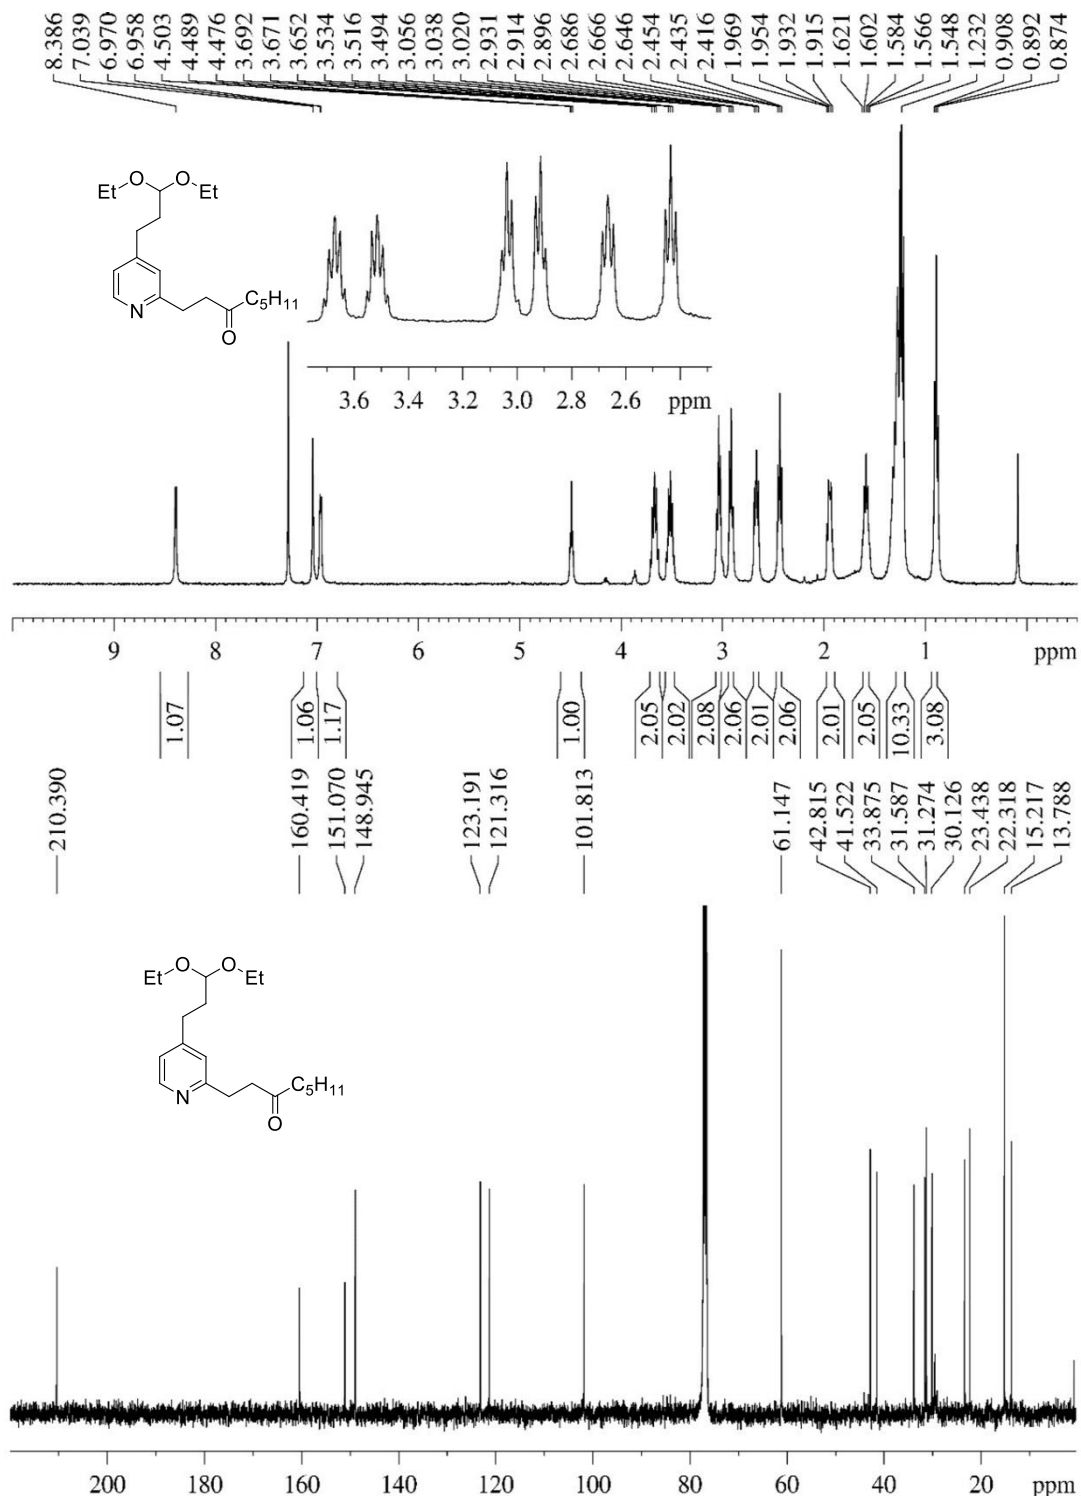 8.386 7.039 6.970 6.958 4.503 4.489 4.476 3.692 3.671 3.652 3.534 3.516 3.494 3.056 3.038 3.020 2.931 2.914 2.896 2.686 2.666 2.646 2.454 2.435 2.416 1.969 1.954 1.932 1.915 1.621 1.602 1.584 1.566 1.548 1.232 0.908 0.892 0.874
Et O O Et
N C5H11
O
3.6 3.4 3.2 3.0 2.8 2.6 ppm
9 8 7 6 5 4 3 2 1 ppm
1.07 1.06 1.17 1.00 2.05 2.02 2.08 2.06 2.01 2.06 2.01 2.05 10.33 3.08
210.390 160.419 151.070 148.945 123.191 121.316 101.813 61.147 42.815 41.522 33.875 31.587 31.274 30.126 23.438 22.318 15.217 13.788
Et O O Et
N C5H11
O
200 180 160 140 120 100 80 60 40 20 ppm